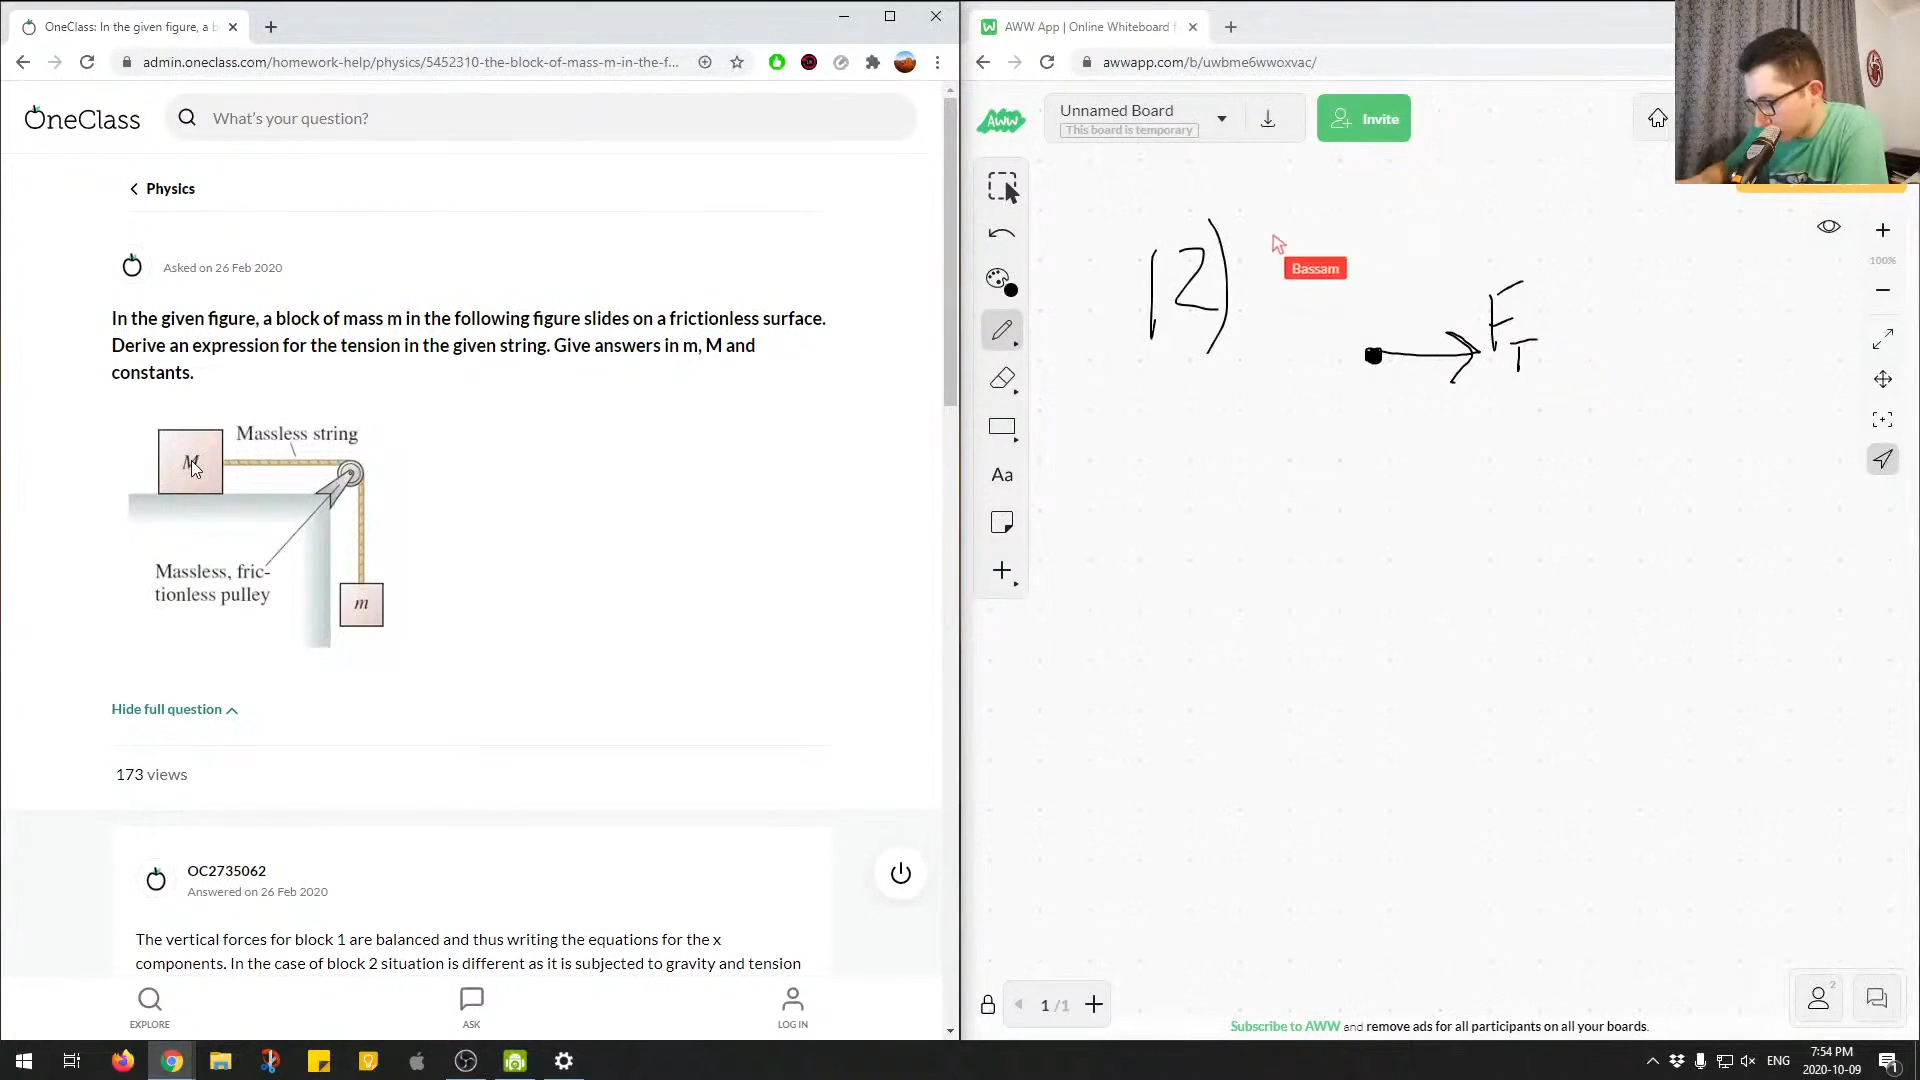 OneClass: In the given figure, a b
admin.oneclass.com/homework-help/physics/5452310-the-block-of-mass-m-in-the-f...
OneClass
What's your question?
Physics
Asked on 26 Feb 2020
In the given figure, a block of mass m in the following figure slides on a frictionless surface.
Derive an expression for the tension in the given string. Give answers in m, M and
constants.
Massless string
M
Massless, fric-
tionless pulley
m
Hide full question
173 views
OC2735062
Answered on 26 Feb 2020
The vertical forces for block 1 are balanced and thus writing the equations for the x
components. In the case of block 2 situation is different as it is subjected to gravity and tension
EXPLORE
ASK
LOG IN
AWW App | Online Whiteboard f
awwapp.com/b/uwbme6wwoxvac/
AWW
Unnamed Board
This board is temporary
Invite
12)
Bassam
F
T
100%
Aa
1 /1
2
Subscribe to AWW and remove ads for all participants on all your boards.
ENG
7:54 PM
2020-10-09
1